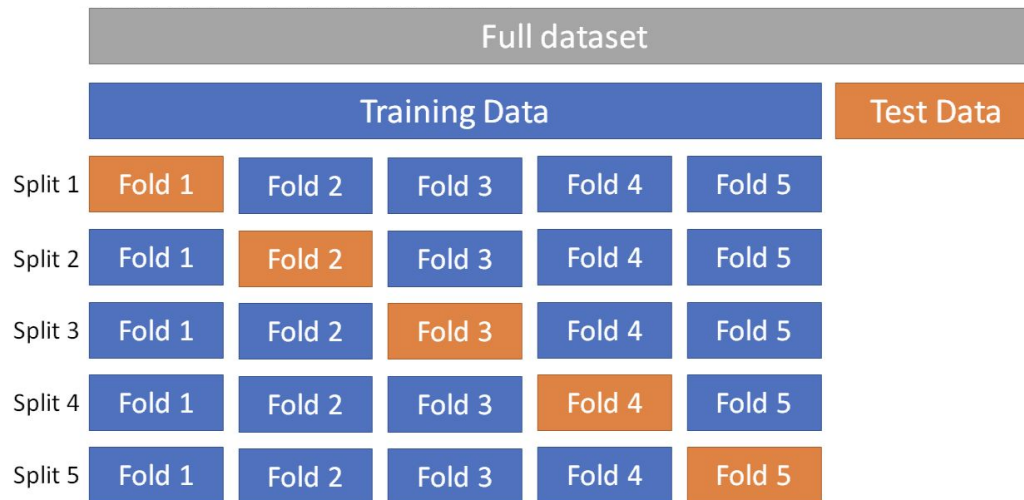 Full dataset
Training Data Test Data
Split 1 Fold 1 Fold 2 Fold 3 Fold 4 Fold 5
Split 2 Fold 1 Fold 2 Fold 3 Fold 4 Fold 5
Split 3 Fold 1 Fold 2 Fold 3 Fold 4 Fold 5
Split 4 Fold 1 Fold 2 Fold 3 Fold 4 Fold 5
Split 5 Fold 1 Fold 2 Fold 3 Fold 4 Fold 5